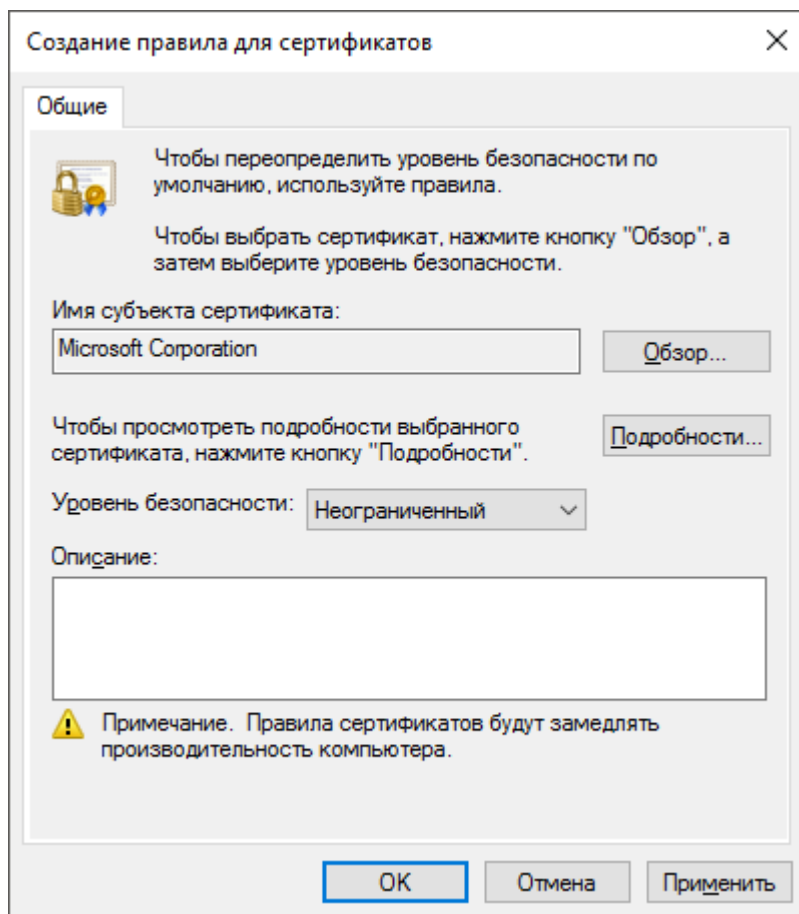 Создание правила для сертификатов
Общие
Чтобы переопределить уровень безопасности по
умолчанию, используйте правила.
Чтобы выбрать сертификат, нажмите кнопку "Обзор", а
затем выберите уровень безопасности.
Имя субъекта сертификата:
Microsoft Corporation
Обзор...
Чтобы просмотреть подробности выбранного
сертификата, нажмите кнопку "Подробности".
Подробности...
Уровень безопасности:
Неограниченный
Описание:
Примечание. Правила сертификатов будут замедлять
производительность компьютера.
OK
Отмена
Применить